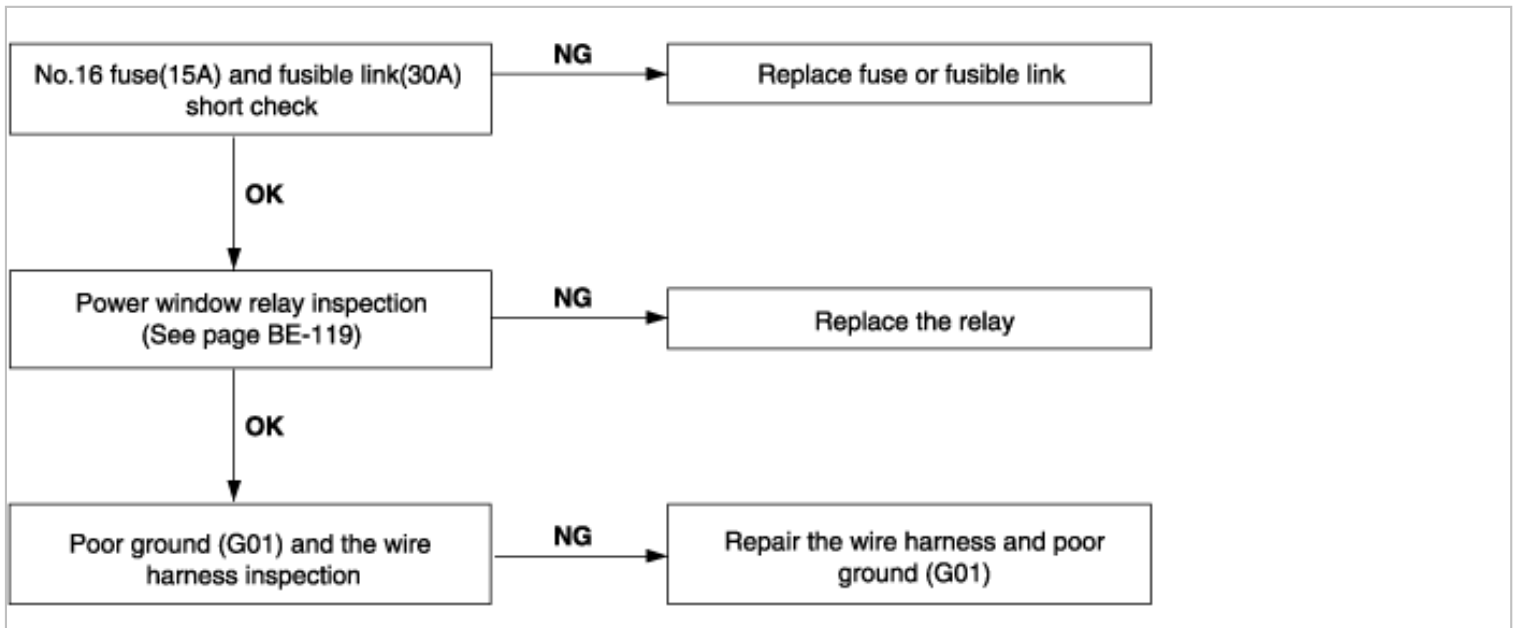 No.16 fuse(15A) and fusible link(30A)
short check
NG
Replace fuse or fusible link
OK
Power window relay inspection
(See page BE-119)
NG
Replace the relay
OK
Poor ground (G01) and the wire
harness inspection
NG
Repair the wire harness and poor
ground (G01)